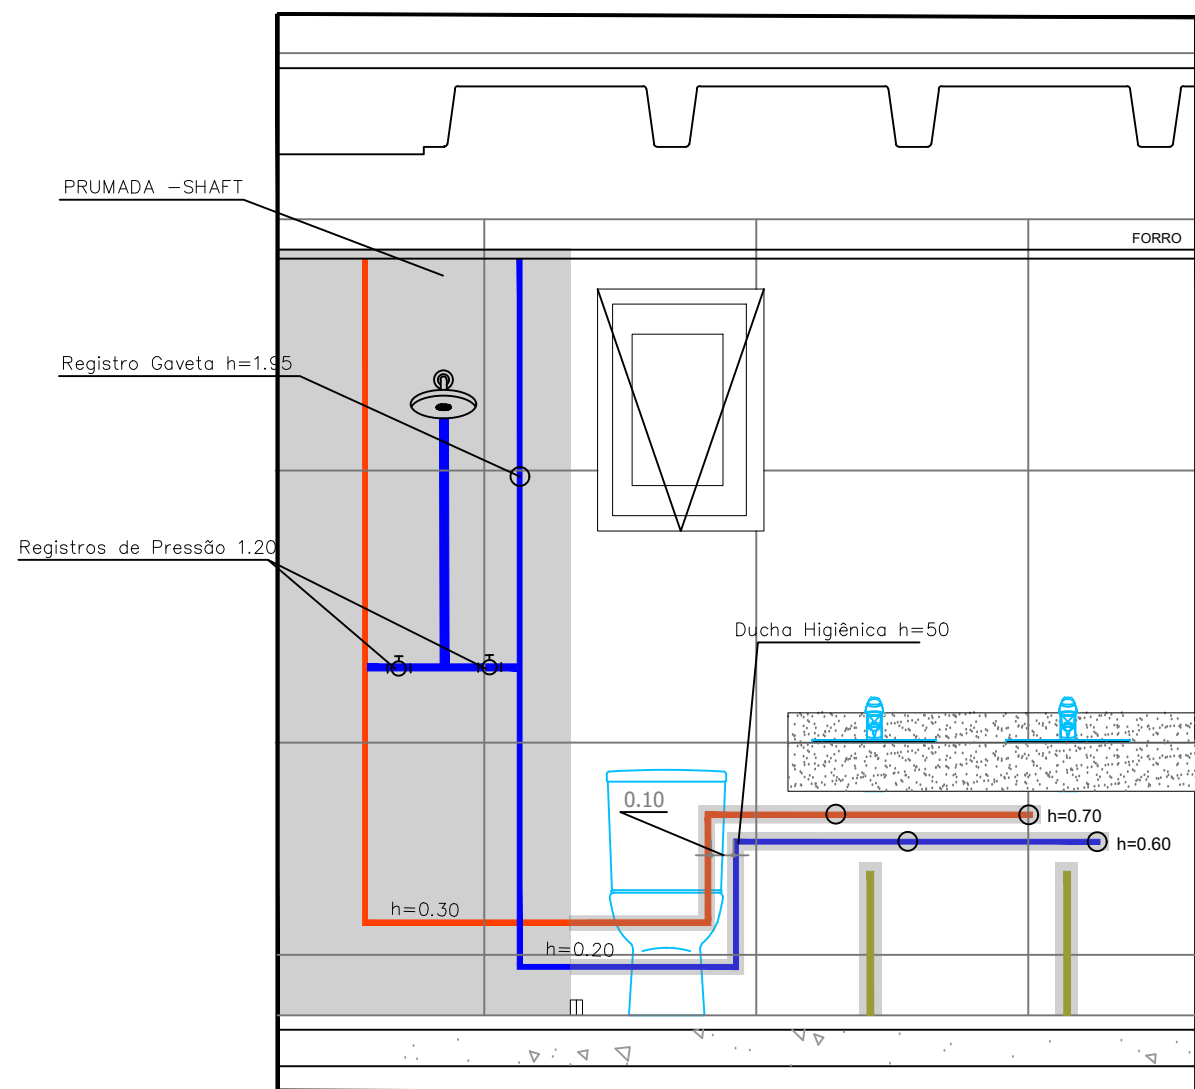 PRUMADA -SHAFT
FORRO
Registro Gaveta h=1.95
Registros de Pressão 1.20
Ducha Higiênica h=50
0.10
h=0.70
h=0.60
h=0.30
h=0.20